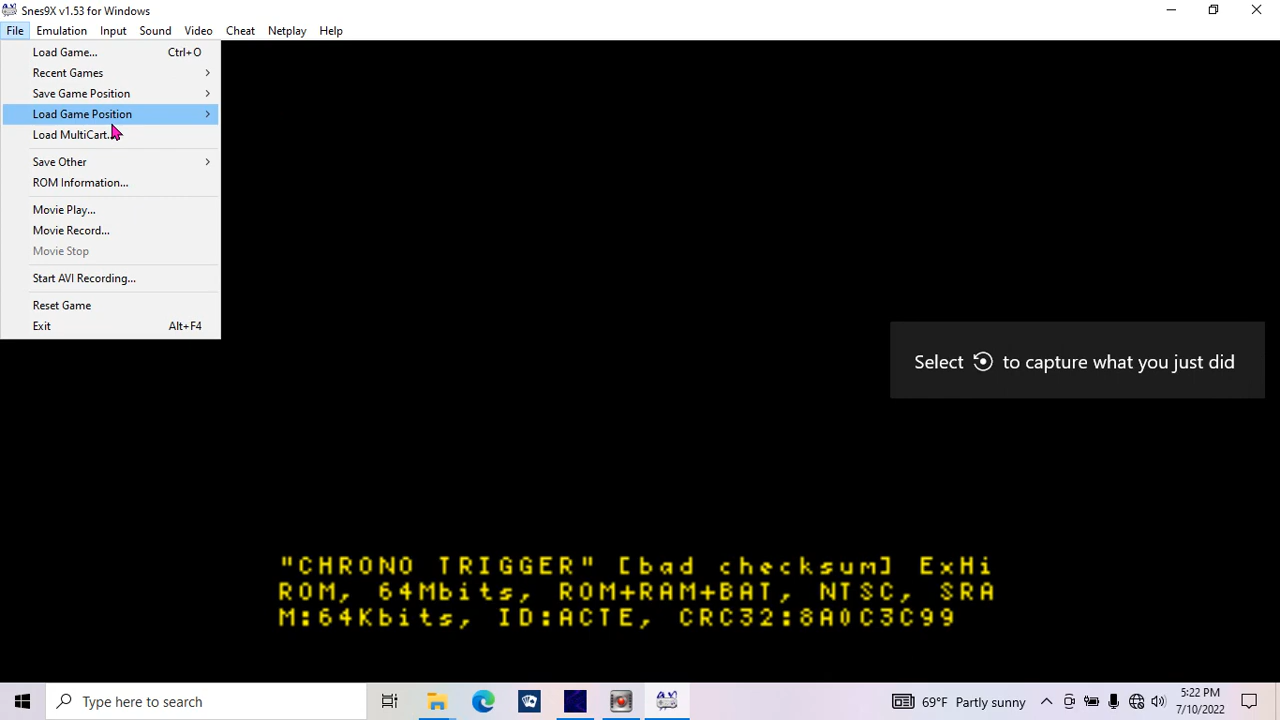 Snes9X v1.53 for Windows
File Emulation Input Sound Video Cheat Netplay Help
Load Game... Ctrl+O
Recent Games
Save Game Position
Load Game Position
Load MultiCart...
Save Other
ROM Information...
Movie Play...
Movie Record...
Movie Stop
Start AVI Recording...
Reset Game
Exit Alt+F4
Select to capture what you just did
"CHRONO TRIGGER" [bad checksum] ExHi
ROM, 64Mbits, ROM+RAM+BAT, NTSC, SRA
M:64Kbits, ID:ACTE, CRC32:8A0C3C99
Type here to search
69°F Partly sunny
5:22 PM
7/10/2022